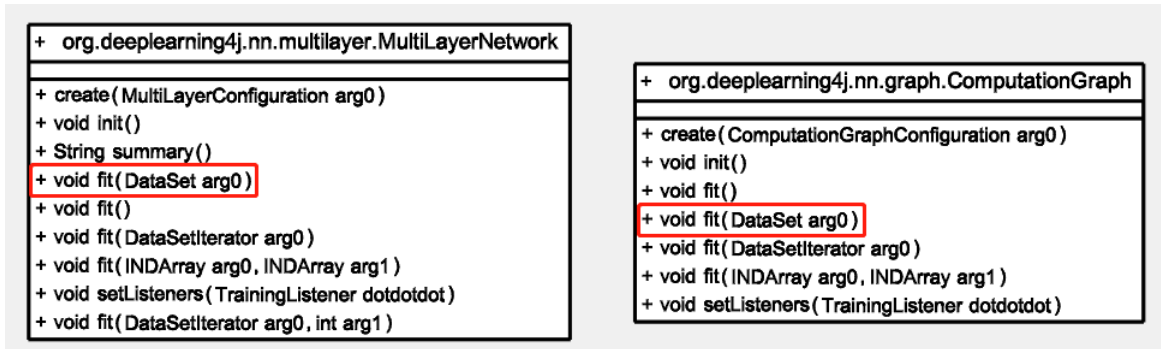 + org.deeplearning4j.nn.multilayer.MultiLayerNetwork
+ create(MultiLayerConfiguration arg0)
+ void init()
+ String summary()
+ void fit(DataSet arg0)
+ void fit()
+ void fit(DataSetIterator arg0)
+ void fit(INDArray arg0, INDArray arg1)
+ void setListeners(TrainingListener dotdotdot)
+ void fit(DataSetIterator arg0, int arg1)
+ org.deeplearning4j.nn.graph.ComputationGraph
+ create(ComputationGraphConfiguration arg0)
+ void init()
+ void fit()
+ void fit(DataSet arg0)
+ void fit(DataSetIterator arg0)
+ void fit(INDArray arg0, INDArray arg1)
+ void setListeners(TrainingListener dotdotdot)